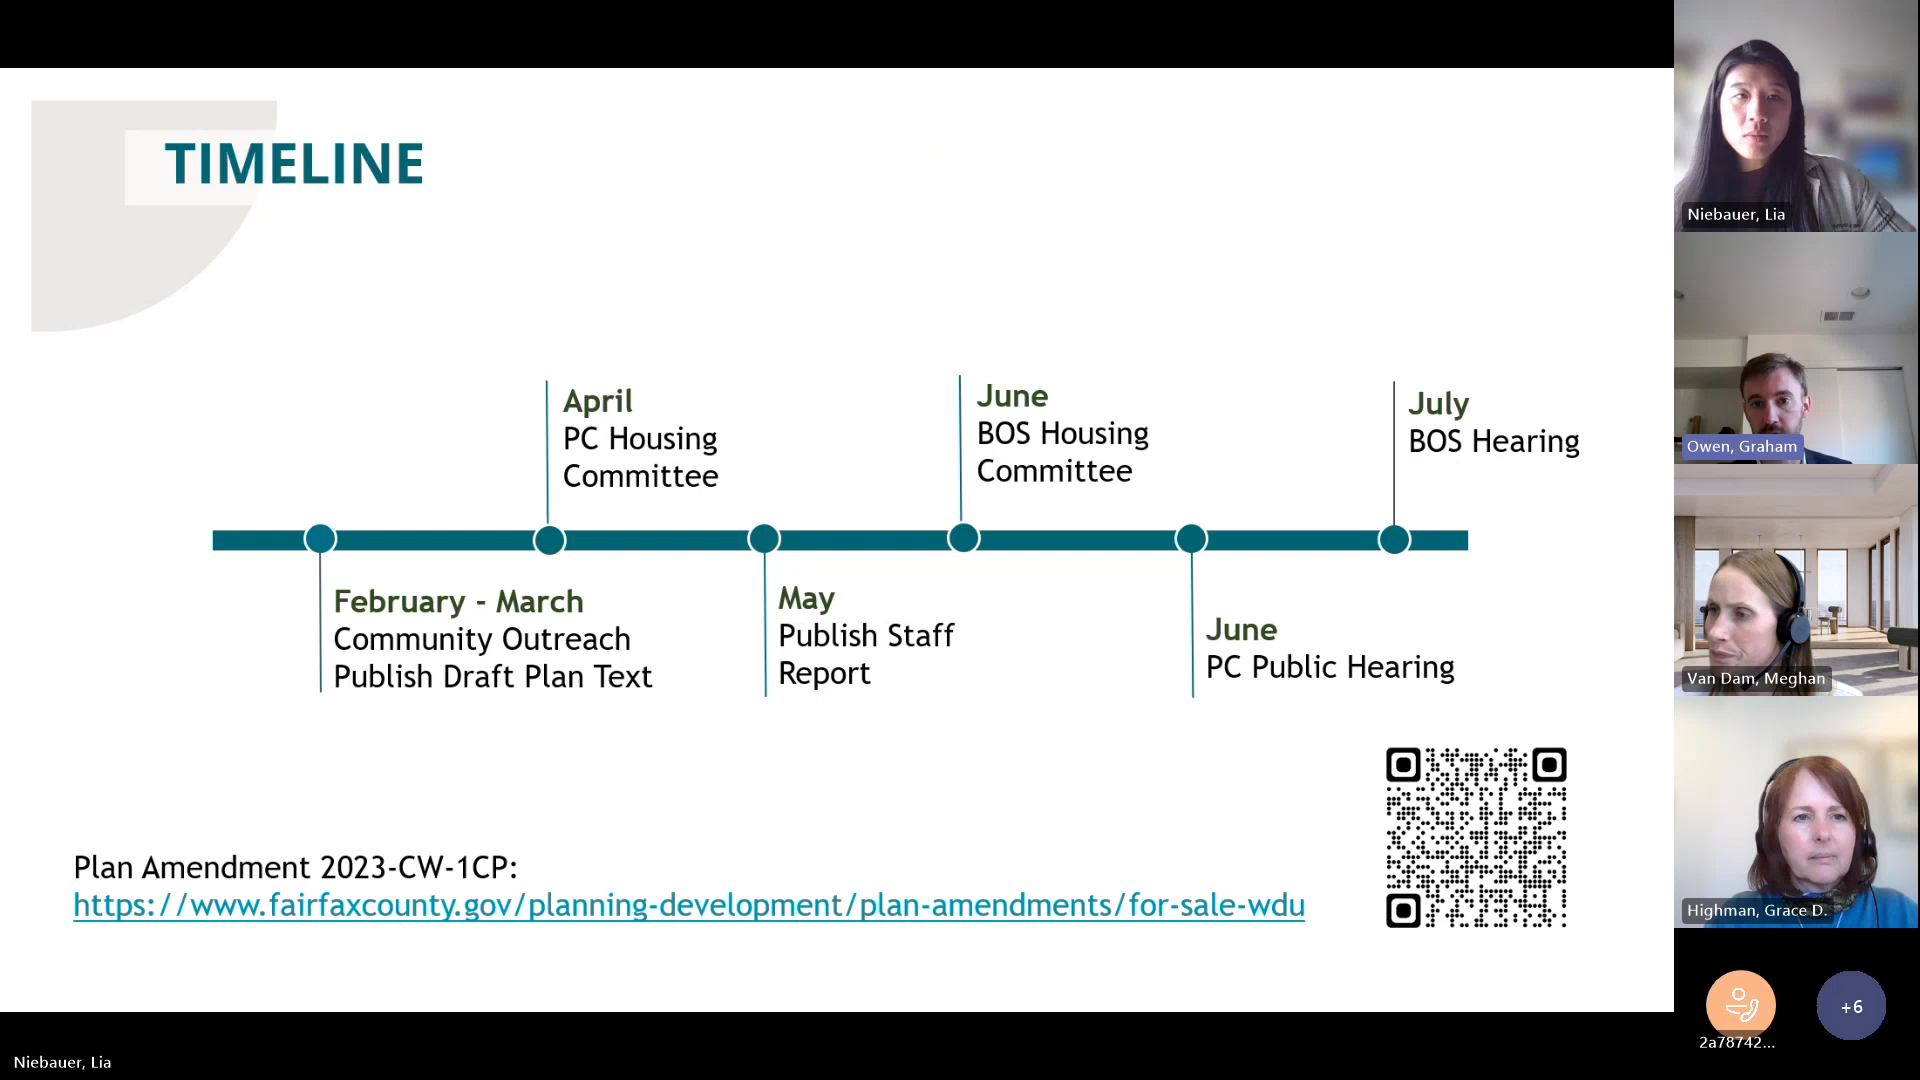 TIMELINE
April
PC Housing
Committee
June
BOS Housing
Committee
July
BOS Hearing
February - March
Community Outreach
Publish Draft Plan Text
May
Publish Staff
Report
June
PC Public Hearing
Plan Amendment 2023-CW-1CP:
https://www.fairfaxcounty.gov/planning-development/plan-amendments/for-sale-wdu
Niebauer, Lia
Owen, Graham
Van Dam, Meghan
Highman, Grace D.
2a78742...
+6
Niebauer, Lia